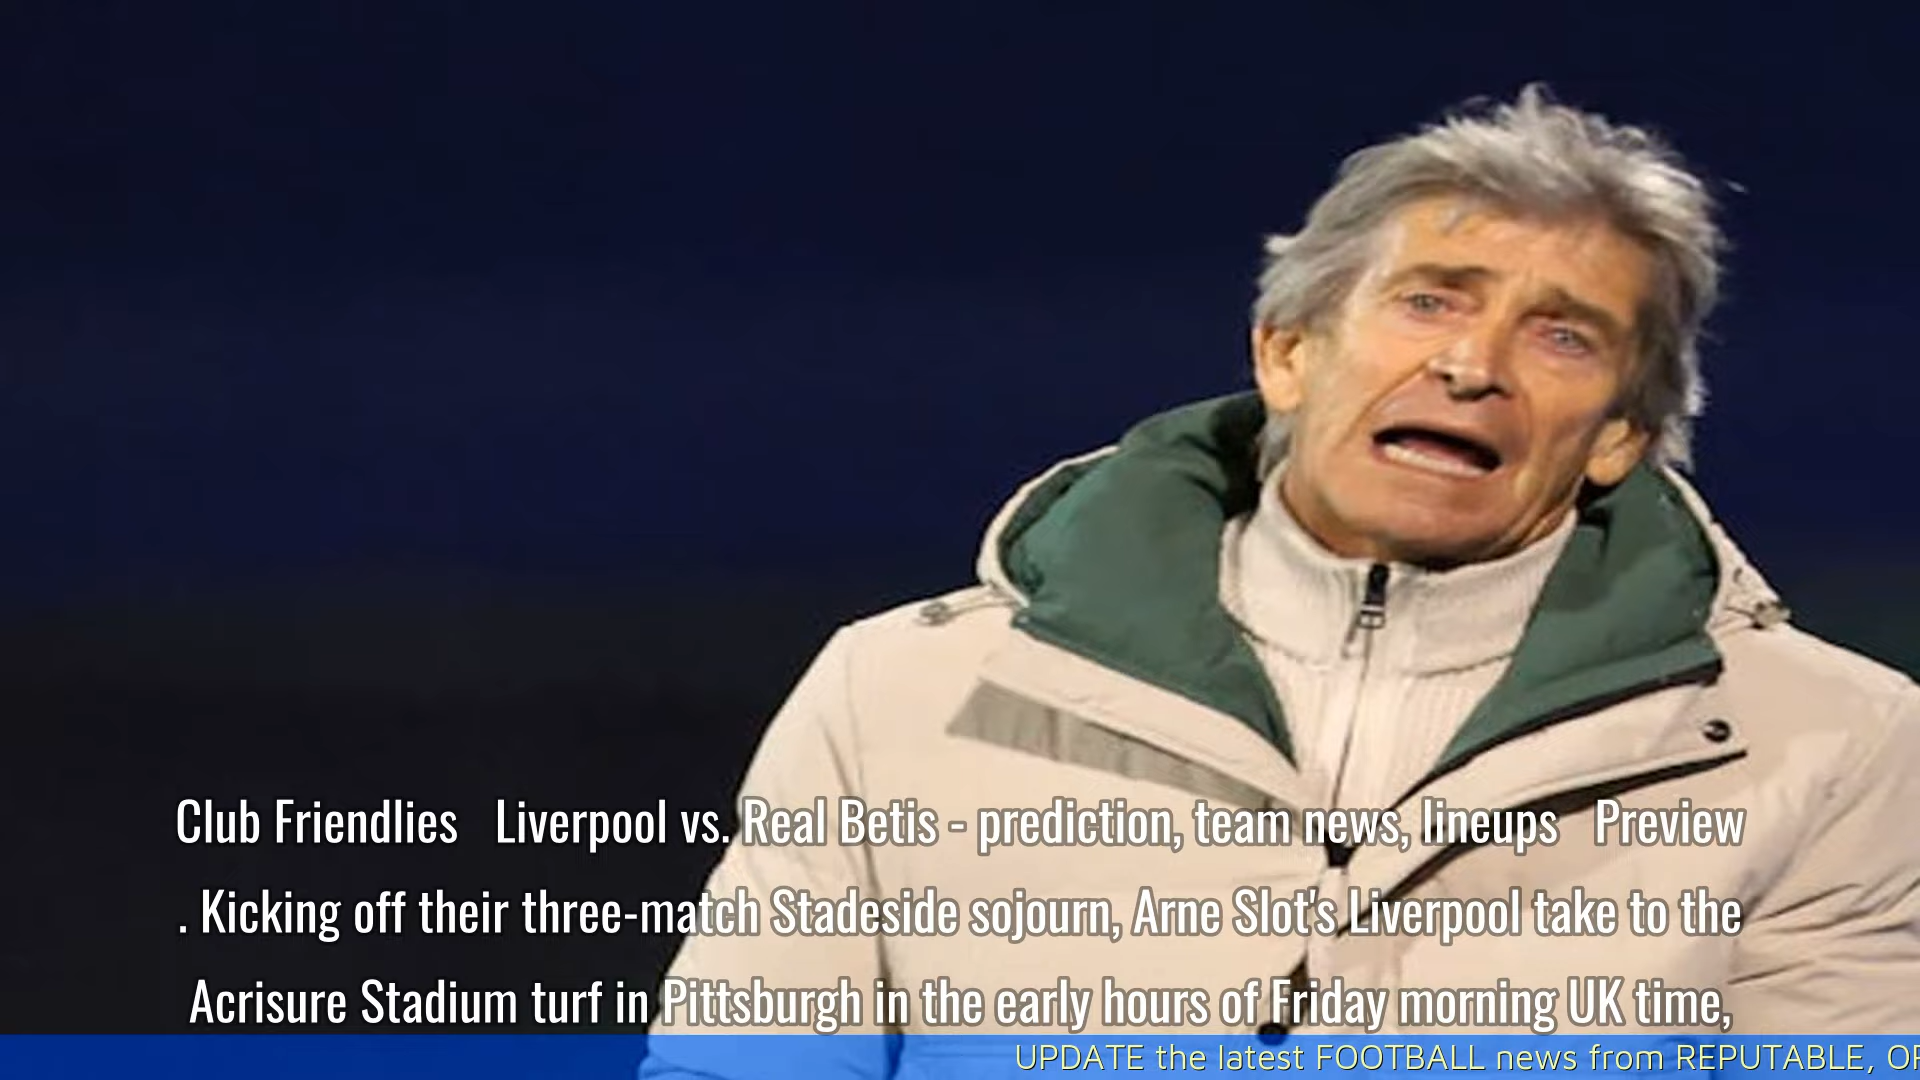 Club Friendlies Liverpool vs. Real Betis - prediction, team news, lineups Preview
. Kicking off their three-match Stadeside sojourn, Arne Slot's Liverpool take to the
Acrisure Stadium turf in Pittsburgh in the early hours of Friday morning UK time,
UPDATE the latest FOOTBALL news from REPUTABLE,